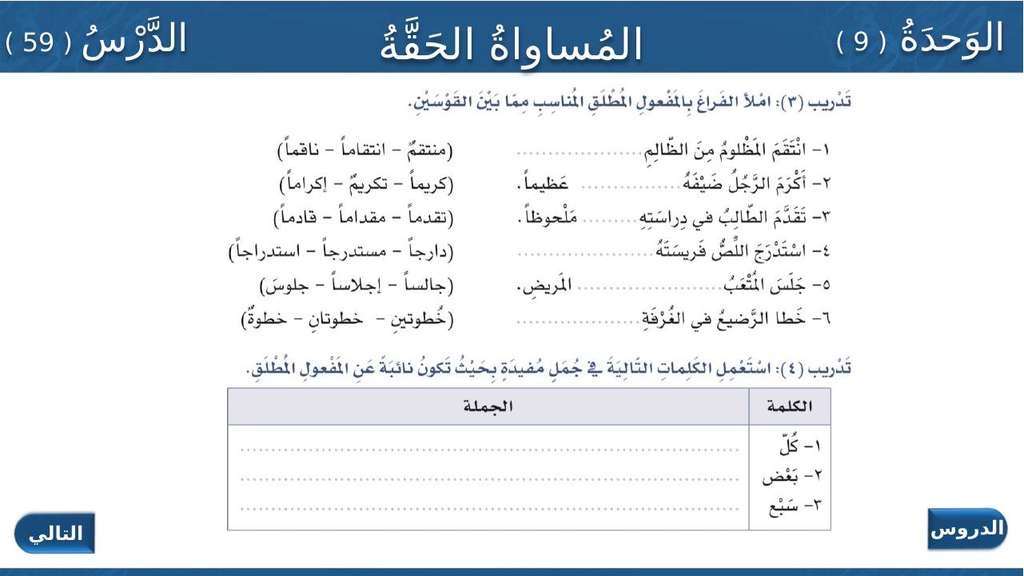 الوَحدَةُ ( 9 ) المُساواةُ الحَقَّةُ الدَّرْسُ ( 59 )
تَدْريب (٣): امْلأ الفَراغَ بِالمَفْعولِ المُطْلَقِ المُناسِبِ مِمّا بَيْنَ القَوْسَيْنِ.
١- انْتَقَمَ المَظْلومُ مِنَ الظّالِمِ ..................... (منتقمٌ - انتقاماً - ناقماً)
٢- أَكْرَمَ الرَّجُلُ ضَيْفَهُ ................ عَظيماً. (كريماً - تكريمٌ - إكراماً)
٣- تَقَدَّمَ الطّالِبُ في دِراسَتِهِ ......... مَلْحوظاً. (تقدماً - مقداماً - قادماً)
٤- اسْتَدْرَجَ اللِّصُّ فَريسَتَهُ ...................... (دارجاً - مستدرجاً - استدراجاً)
٥- جَلَسَ المُتْعَبُ ....................... المَريضِ. (جالساً - إجلاساً - جلوسَ)
٦- خَطا الرَّضيعُ في الغُرْفَةِ .................... (خُطوتينِ - خطوتانِ - خطوةٌ)
تَدْريب (٤): اسْتَعْمِلِ الكَلِماتِ التّالِيَةَ في جُمَلٍ مُفيدَةٍ بِحَيْثُ تَكونُ نائبَةً عَنِ المَفْعولِ المُطْلَقِ.
الكلمة الجملة
١- كُلّ ................................................................................
٢- بَعْض ................................................................................
٣- سَبْع ................................................................................
الدروس التالي